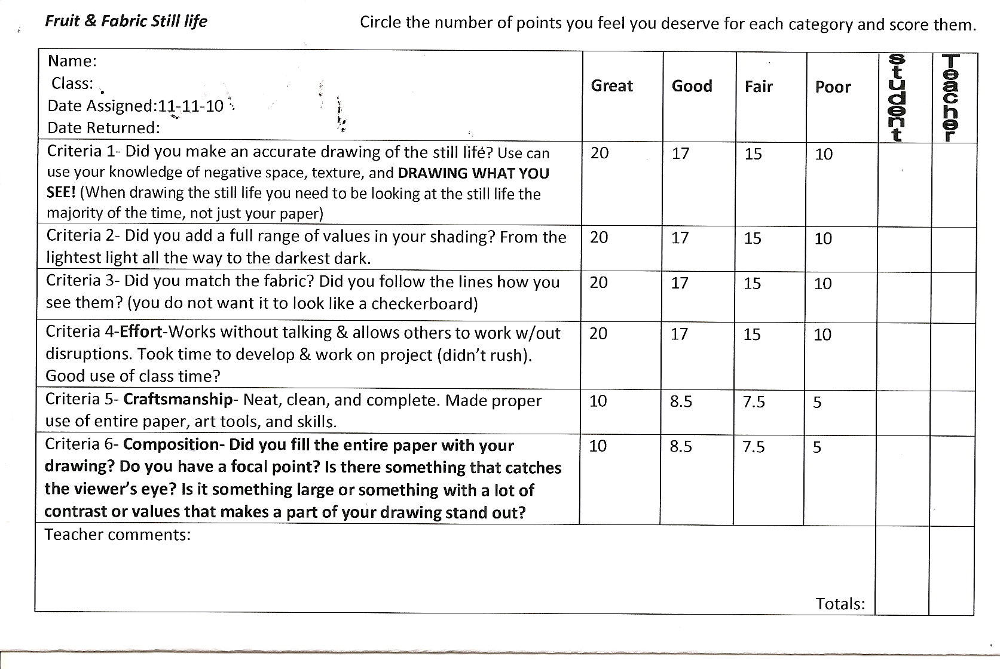 Fruit & Fabric Still life
Circle the number of points you feel you deserve for each category and score them.
Name:
Class:
Date Assigned:11-11-10
Date Returned:
Great Good Fair Poor Student Teacher
Criteria 1- Did you make an accurate drawing of the still life? Use can 20 17 15 10
use your knowledge of negative space, texture, and DRAWING WHAT YOU
SEE! (When drawing the still life you need to be looking at the still life the
majority of the time, not just your paper)
Criteria 2- Did you add a full range of values in your shading? From the 20 17 15 10
lightest light all the way to the darkest dark.
Criteria 3- Did you match the fabric? Did you follow the lines how you 20 17 15 10
see them? (you do not want it to look like a checkerboard)
Criteria 4-Effort-Works without talking & allows others to work w/out 20 17 15 10
disruptions. Took time to develop & work on project (didn't rush).
Good use of class time?
Criteria 5- Craftsmanship- Neat, clean, and complete. Made proper 10 8.5 7.5 5
use of entire paper, art tools, and skills.
Criteria 6- Composition- Did you fill the entire paper with your 10 8.5 7.5 5
drawing? Do you have a focal point? Is there something that catches
the viewer's eye? Is it something large or something with a lot of
contrast or values that makes a part of your drawing stand out?
Teacher comments:
Totals: